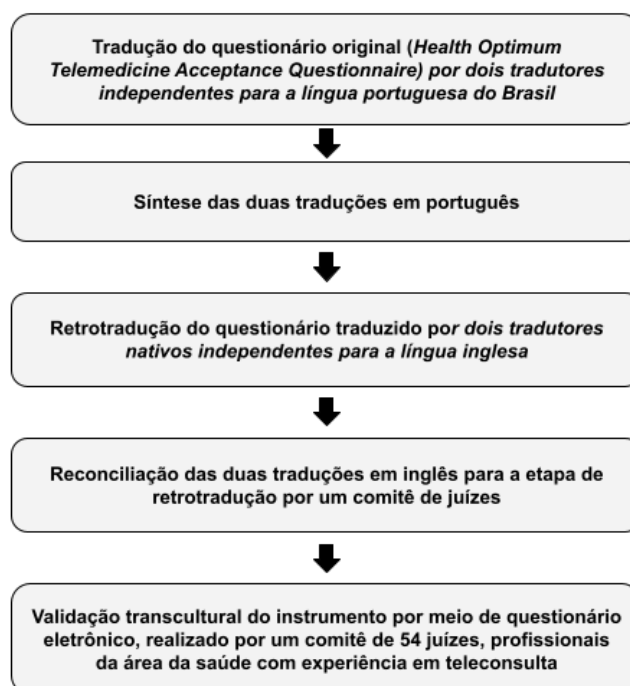 Tradução do questionário original (Health Optimum
Telemedicine Acceptance Questionnaire) por dois tradutores
independentes para a língua portuguesa do Brasil
Síntese das duas traduções em português
Retrotradução do questionário traduzido por dois tradutores
nativos independentes para a língua inglesa
Reconciliação das duas traduções em inglês para a etapa de
retrotradução por um comitê de juízes
Validação transcultural do instrumento por meio de questionário
eletrônico, realizado por um comitê de 54 juízes, profissionais
da área da saúde com experiência em teleconsulta